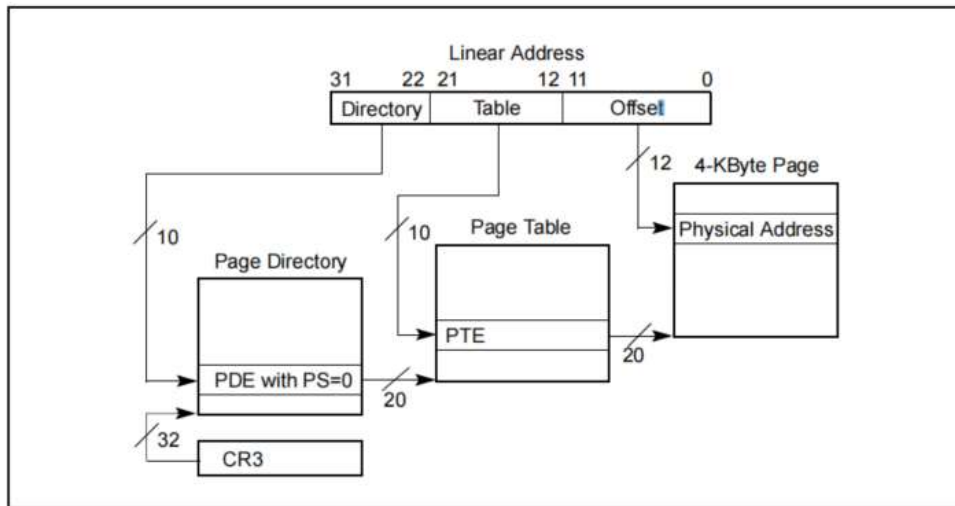 Linear Address
31 22 21 12 11 0
Directory Table Offset
12
4-KByte Page
Physical Address
10
10
Page Table
Page Directory
PTE
20
PDE with PS=0
20
32
CR3